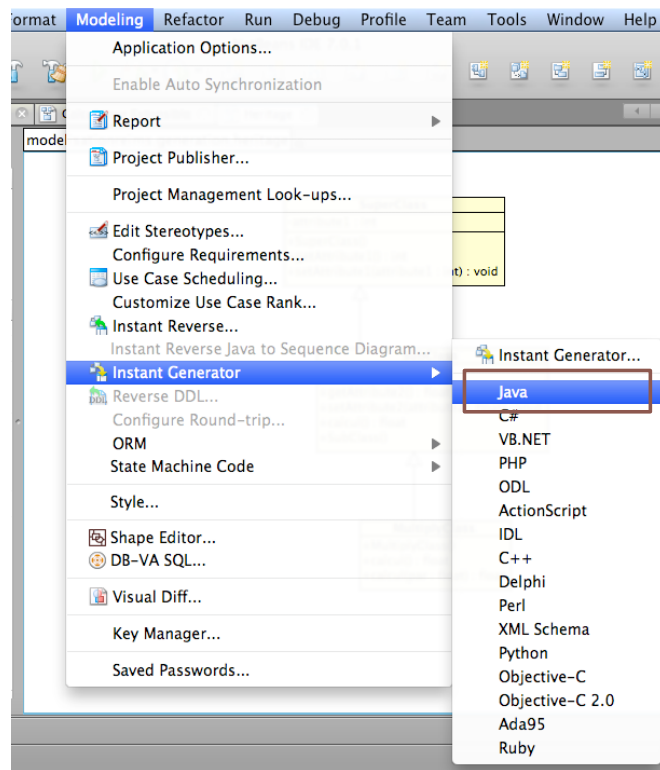 ormat Modeling Refactor Run Debug Profile Team Tools Window Help
Application Options...
Enable Auto Synchronization
Report
model
Project Publisher...
Project Management Look-ups...
Edit Stereotypes...
Configure Requirements...
Use Case Scheduling...
nt) : void
Customize Use Case Rank...
Instant Reverse...
Instant Reverse Java to Sequence Diagram...
Instant Generator
Reverse DDL...
Configure Round-trip...
ORM
State Machine Code
Style...
Shape Editor...
DB-VA SQL...
Visual Diff...
Key Manager...
Saved Passwords...
Instant Generator...
Java
C#
VB.NET
PHP
ODL
ActionScript
IDL
C++
Delphi
Perl
XML Schema
Python
Objective-C
Objective-C 2.0
Ada95
Ruby